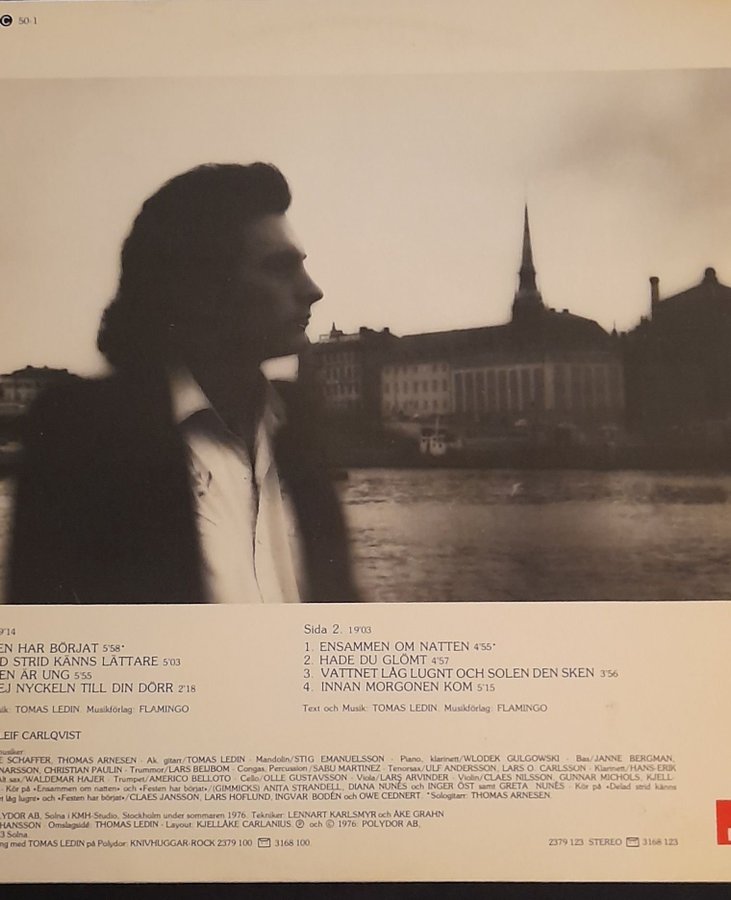 C 50-1
9'14
EN HAR BÖRJAT 5'58*
D STRID KÄNNS LÄTTARE 5'03
EN ÄR UNG 5'55
EJ NYCKELN TILL DIN DÖRR 2'18
sik: TOMAS LEDIN. Musikförlag: FLAMINGO
Sida 2. 19'03
1. ENSAMMEN OM NATTEN 4'55*
2. HADE DU GLÖMT 4'57
3. VATTNET LÅG LUGNT OCH SOLEN DEN SKEN 3'56
4. INNAN MORGONEN KOM 5'15
Text och Musik: TOMAS LEDIN. Musikförlag: FLAMINGO
LEIF CARLQVIST
musiker:
E SCHAFFER, THOMAS ARNESEN · Ak. gitarr/TOMAS LEDIN · Mandolin/STIG EMANUELSSON · Piano, klarinett/WLODEK GULGOWSKI · Bas/JANNE BERGMAN,
NARSSON, CHRISTIAN PAULIN · Trummor/LARS BEIJBOM · Congas, Percussion/SABU MARTINEZ · Tenorsax/ULF ANDERSSON, LARS O. CARLSSON · Klarinett/HANS-ERIK
Alt sax/WALDEMAR HAJER · Trumpet/AMERICO BELLOTO · Cello/OLLE GUSTAVSSON · Viola/LARS ARVINDER · Violin/CLAES NILSSON, GUNNAR MICHOLS, KJELL-
· Kör på «Ensammen om natten» och «Festen har börjat»/(GIMMICKS) ANITA STRANDELL, DIANA NUNÊS och INGER ÖST samt GRETA NUNÊS · Kör på «Delad strid känns
et låg lugnt» och «Festen har börjat»/CLAES JANSSON, LARS HOFLUND, INGVAR BODÉN och OWE CEDNERT. *Sologitarr: THOMAS ARNESEN.
LYDOR AB, Solna i KMH-Studio, Stockholm under sommaren 1976. Tekniker: LENNART KARLSMYR och ÅKE GRAHN
HANSSON Omslagsidé: THOMAS LEDIN · Layout: KJELLÅKE CARLANIUS. Ⓟ och © 1976: POLYDOR AB,
3 Solna.
ng med TOMAS LEDIN på Polydor: KNIVHUGGAR-ROCK 2379 100. 3168 100.
2379 123 STEREO 3168 123